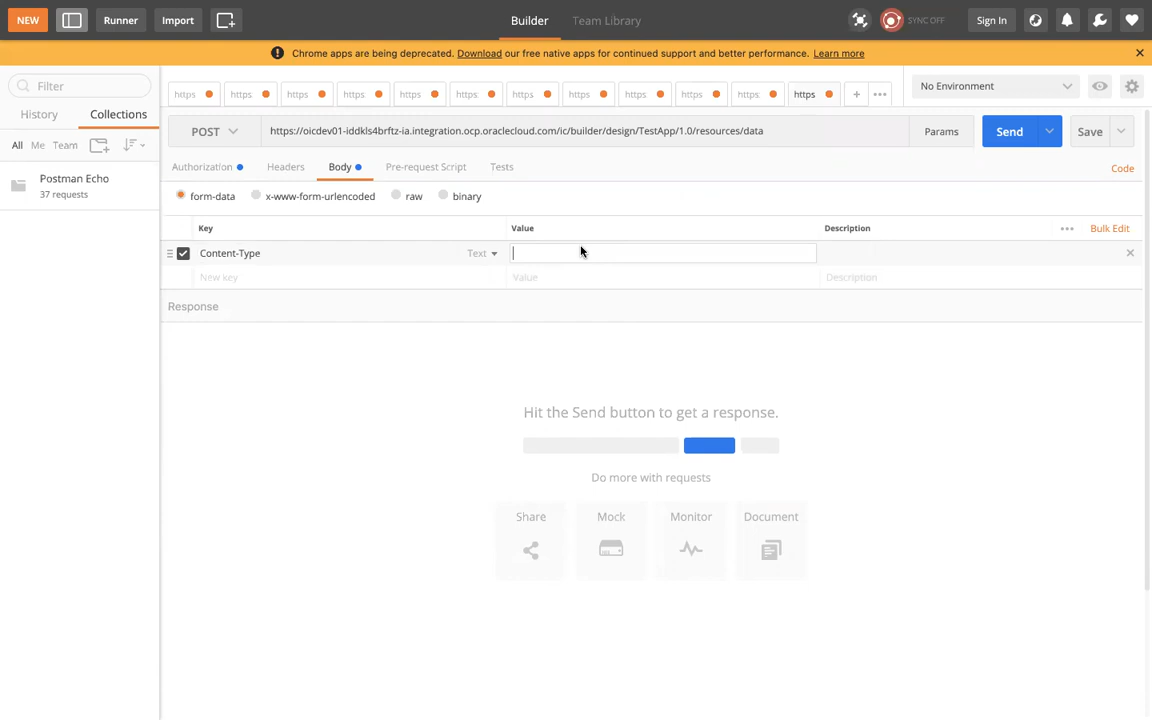 NEW
Runner
Import
Builder
Team Library
SYNC OFF
Sign In
Chrome apps are being deprecated. Download our free native apps for continued support and better performance. Learn more
Filter
History
Collections
All Me Team
Postman Echo
37 requests
https
https
https
https
https
https
https
https
https
https
https
https
No Environment
POST
https://oicdev01-iddkls4brftz-ia.integration.ocp.oraclecloud.com/ic/builder/design/TestApp/1.0/resources/data
Params
Send
Save
Authorization
Headers
Body
Pre-request Script
Tests
Code
form-data
x-www-form-urlencoded
raw
binary
Key
Value
Description
Bulk Edit
Content-Type
Text
New key
Value
Description
Response
Hit the Send button to get a response.
Do more with requests
Share
Mock
Monitor
Document